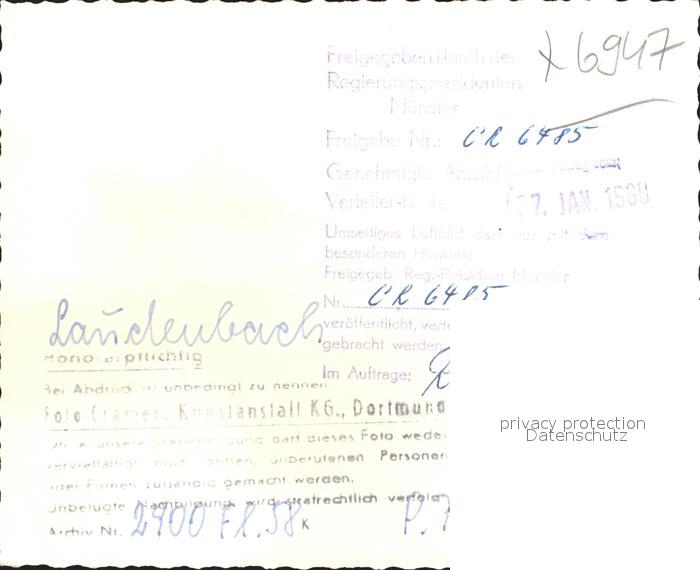 X 6947
Freigegeben durch den
Regierungspräsidenten
Münster
Freigabe Nr.: CR 6485
Genehmigte Anzahl
Verteiler-Kreis
27. JAN. 1960
Umseitiges Luftbild darf nur mit dem
besonderen Hinweis:
Freigegeb. Reg.-Präsident Münster
Nr. CR 6485
veröffentlicht,
gebracht werden
Im Auftrage:
Laudenbach
Honorarpflichtig
Bei Abdruck ist unbedingt zu nennen
Foto Cramers Kunstanstalt KG., Dortmund
Ohne unsere Genehmigung darf dieses Foto wede
vervielfältigt noch dritten, unberufenen Personen
oder Firmen zugängig gemacht werden.
Unbefugte Nachbildung wird strafrechtlich verfolg
Archiv Nr. 2900 Fl. 58 K P. 7
privacy protection
Datenschutz